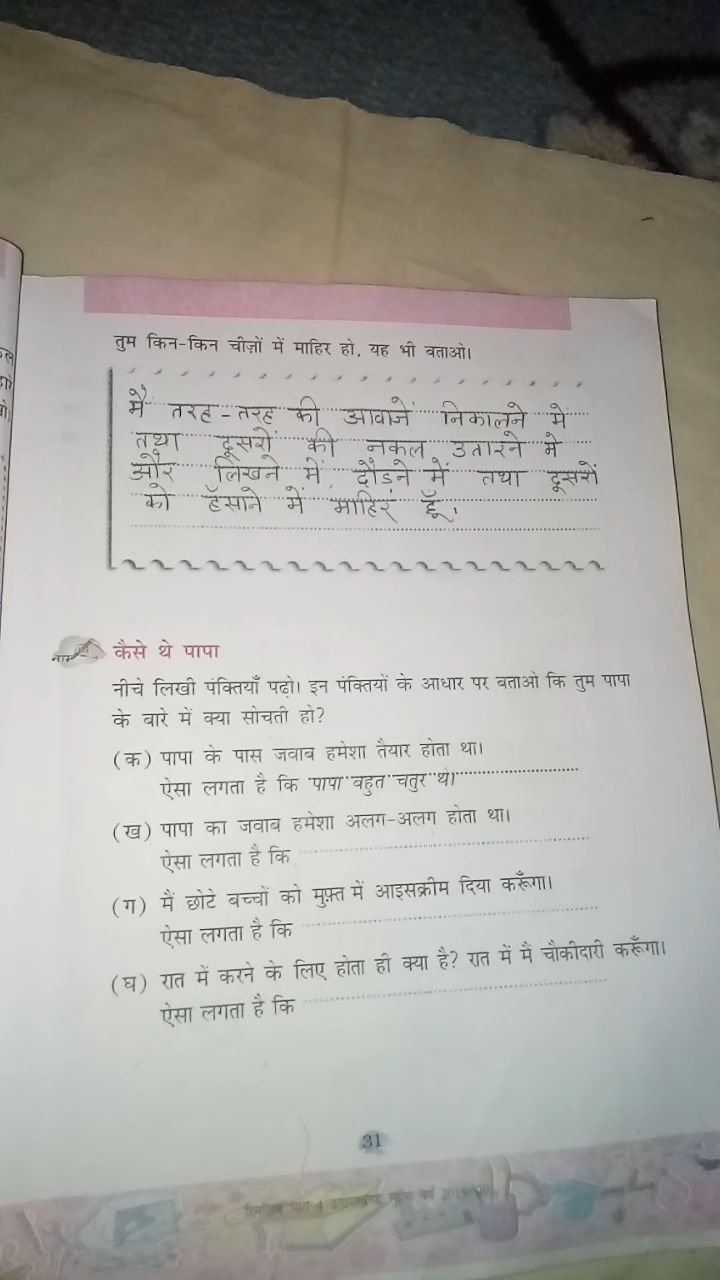 तुम किन-किन चीज़ों में माहिर हो, यह भी बताओ।
मैं तरह-तरह की आवाजें निकालने में
तथा दूसरों की नकल उतारने मे
और लिखने में, दौडने में तथा दूसरों
को हँसाने में माहिर हूँ।
कैसे थे पापा
नीचे लिखी पंक्तियाँ पढ़ो। इन पंक्तियों के आधार पर बताओ कि तुम पापा
के बारे में क्या सोचती हो?
(क) पापा के पास जवाब हमेशा तैयार होता था।
ऐसा लगता है कि पापा बहुत चतुर थे।
(ख) पापा का जवाब हमेशा अलग-अलग होता था।
ऐसा लगता है कि
(ग) मैं छोटे बच्चों को मुफ़्त में आइसक्रीम दिया करूँगा।
ऐसा लगता है कि
(घ) रात में करने के लिए होता ही क्या है? रात में मैं चौकीदारी करूँगा।
ऐसा लगता है कि
31